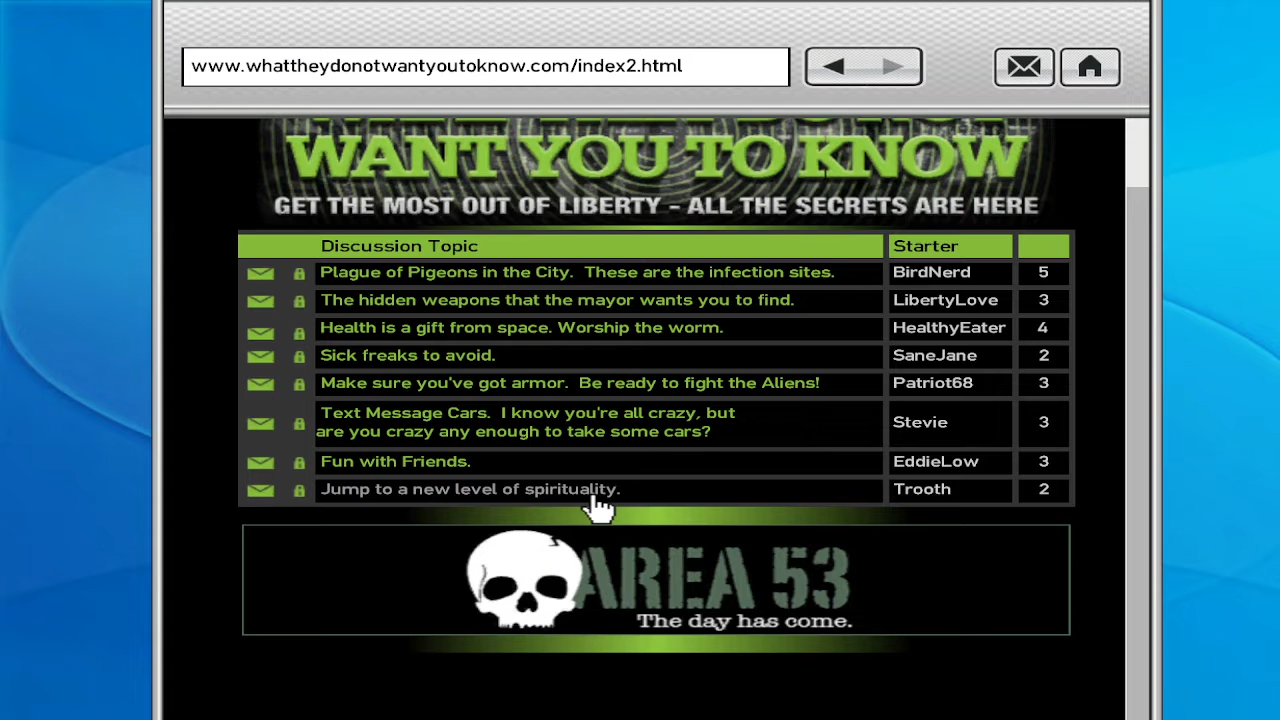 www.whattheydonotwantyoutoknow.com/index2.html
WANT YOU TO KNOW
GET THE MOST OUT OF LIBERTY - ALL THE SECRETS ARE HERE
Discussion Topic Starter
Plague of Pigeons in the City.  These are the infection sites. BirdNerd 5
The hidden weapons that the mayor wants you to find. LibertyLove 3
Health is a gift from space. Worship the worm. HealthyEater 4
Sick freaks to avoid. SaneJane 2
Make sure you've got armor.  Be ready to fight the Aliens! Patriot68 3
Text Message Cars.  I know you're all crazy, but
are you crazy any enough to take some cars? Stevie 3
Fun with Friends. EddieLow 3
Jump to a new level of spirituality. Trooth 2
AREA 53
The day has come.